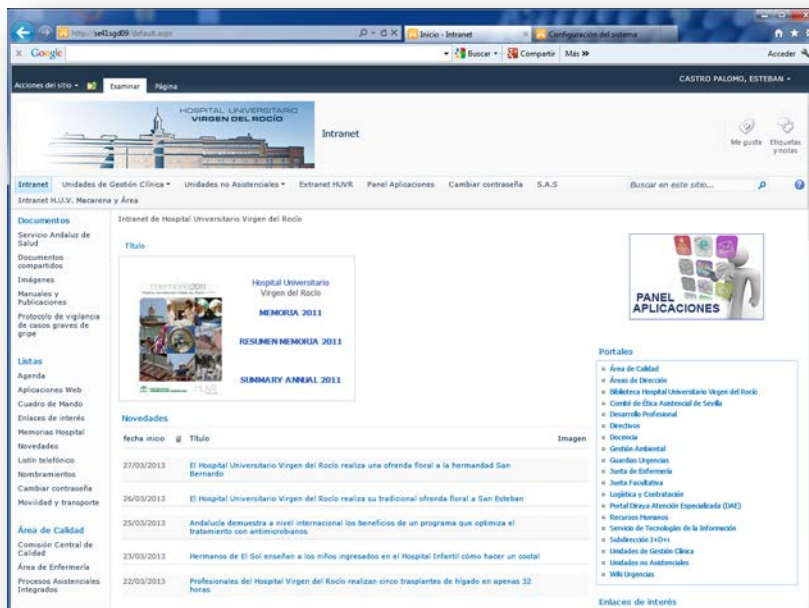 http://se41sgd09/default.aspx
Inicio - Intranet
Configuración del sistema
Google
Buscar
Compartir
Más »
Acceder
Acciones del sitio
Examinar
Página
CASTRO PALOMO, ESTEBAN
HOSPITAL UNIVERSITARIO
VIRGEN DEL ROCÍO
Intranet
Me gusta
Etiquetas
y notas
Intranet
Unidades de Gestión Clínica
Unidades no Asistenciales
Extranet HUVR
Panel Aplicaciones
Cambiar contraseña
S.A.S
Buscar en este sitio...
Intranet H.U.V. Macarena y Área
Documentos
Servicio Andaluz de
Salud
Documentos
compartidos
Imágenes
Manuales y
Publicaciones
Protocolo de vigilancia
de casos graves de
gripe
Listas
Agenda
Aplicaciones Web
Cuadro de Mando
Enlaces de interés
Memorias Hospital
Novedades
Listín telefónico
Nombramientos
Cambiar contraseña
Movilidad y transporte
Área de Calidad
Comisión Central de
Calidad
Área de Enfermería
Procesos Asistenciales
Integrados
Intranet de Hospital Universitario Virgen del Rocío
Título
memoria2011
HUVR
Hospital Universitario
Virgen del Rocío
MEMORIA 2011
RESUMEN MEMORIA 2011
SUMMARY ANNUAL 2011
Novedades
fecha inicio
Título
Imagen
27/03/2013
El Hospital Universitario Virgen del Rocío realiza una ofrenda floral a la hermandad San
Bernardo
26/03/2013
El Hospital Universitario Virgen del Rocío realiza su tradicional ofrenda floral a San Esteban
25/03/2013
Andalucía demuestra a nivel internacional los beneficios de un programa que optimiza el
tratamiento con antimicrobianos
23/03/2013
Hermanos de El Sol enseñan a los niños ingresados en el Hospital Infantil cómo hacer un costal
22/03/2013
Profesionales del Hospital Virgen del Rocío realizan cinco trasplantes de hígado en apenas 32
horas
PANEL
APLICACIONES
Portales
Área de Calidad
Áreas de Dirección
Biblioteca Hospital Universitario Virgen del Rocío
Comité de Ética Asistencial de Sevilla
Desarrollo Profesional
Directivos
Docencia
Gestión Ambiental
Guardias Urgencias
Junta de Enfermería
Junta Facultativa
Logística y Contratación
Portal Diraya Atención Especializada (DAE)
Recursos Humanos
Servicio de Tecnologías de la Información
Subdirección I+D+i
Unidades de Gestión Clínica
Unidades no Asistenciales
Wiki Urgencias
Enlaces de interés